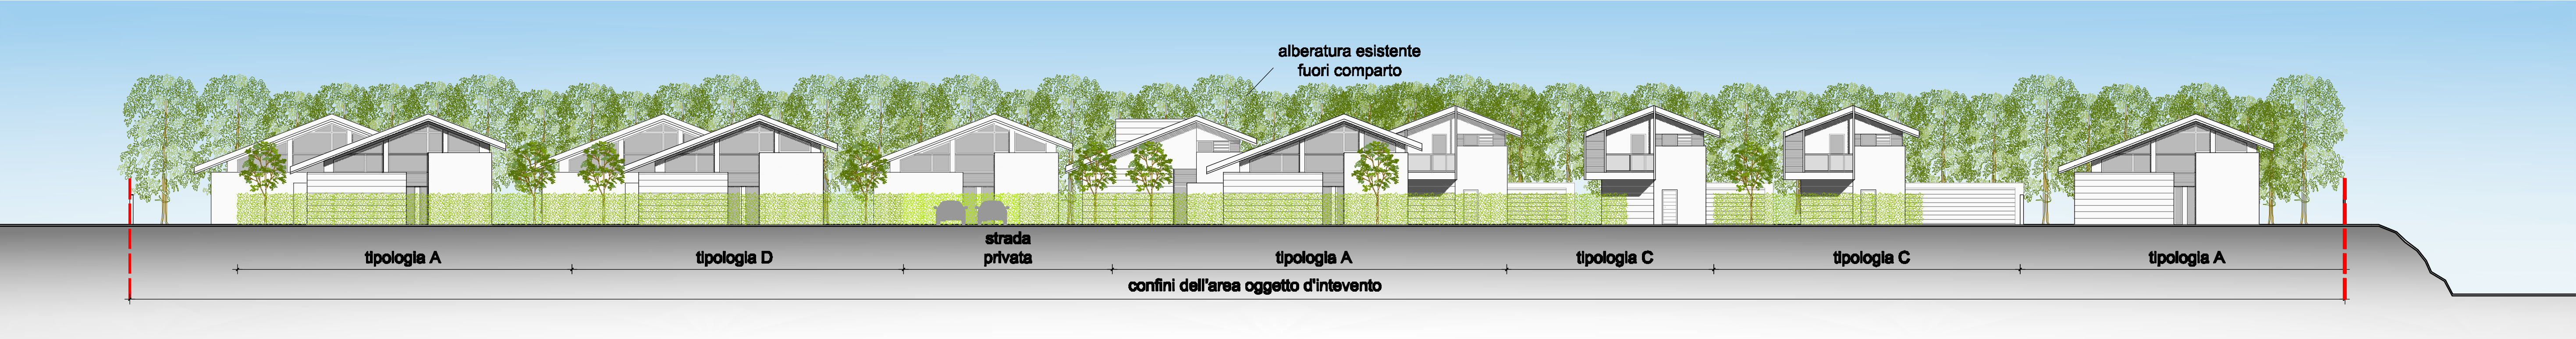 alberatura esistente
fuori comparto
strada
privata
tipologia A
tipologia D
tipologia A
tipologia C
tipologia C
tipologia A
confini dell'area oggetto d'intevento